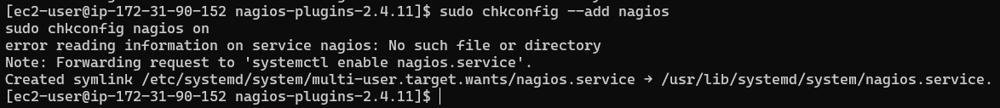 [ec2-user@ip-172-31-90-152 nagios-plugins-2.4.11]$ sudo chkconfig --add nagios
sudo chkconfig nagios on
error reading information on service nagios: No such file or directory
Note: Forwarding request to 'systemctl enable nagios.service'.
Created symlink /etc/systemd/system/multi-user.target.wants/nagios.service → /usr/lib/systemd/system/nagios.service.
[ec2-user@ip-172-31-90-152 nagios-plugins-2.4.11]$